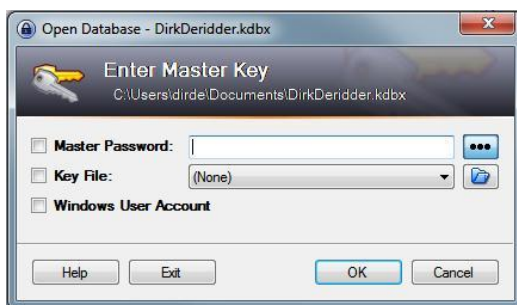 Open Database - DirkDeridder.kdbx
Enter Master Key
C:\Users\dirde\Documents\DirkDeridder.kdbx
Master Password:
Key File: (None)
Windows User Account
Help Exit OK Cancel